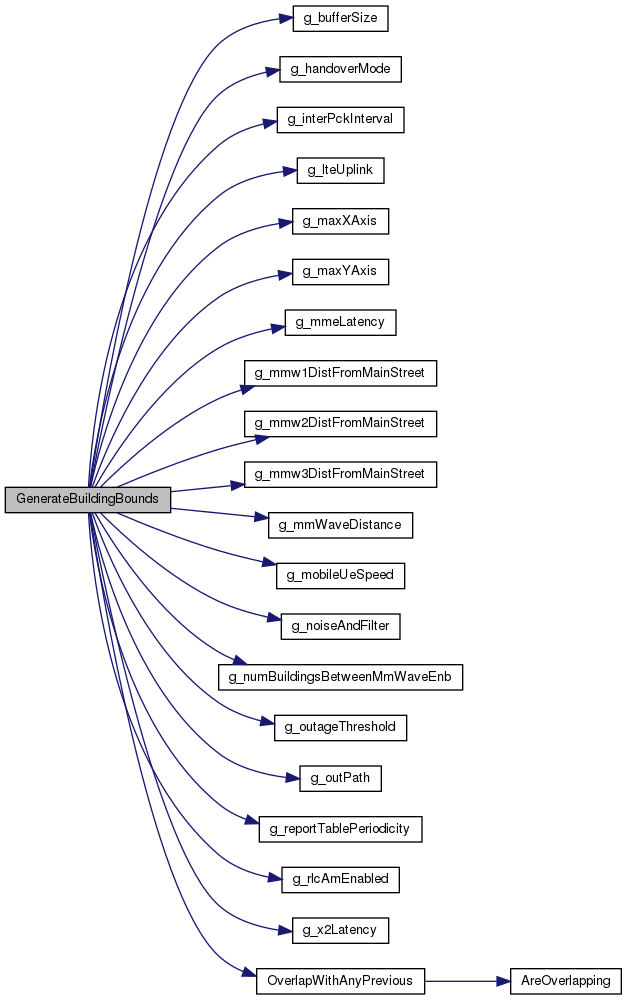 g_bufferSize
g_handoverMode
g_interPckInterval
g_lteUplink
g_maxXAxis
g_maxYAxis
g_mmeLatency
g_mmw1DistFromMainStreet
g_mmw2DistFromMainStreet
g_mmw3DistFromMainStreet
GenerateBuildingBounds
g_mmWaveDistance
g_mobileUeSpeed
g_noiseAndFilter
g_numBuildingsBetweenMmWaveEnb
g_outageThreshold
g_outPath
g_reportTablePeriodicity
g_rlcAmEnabled
g_x2Latency
OverlapWithAnyPrevious
AreOverlapping